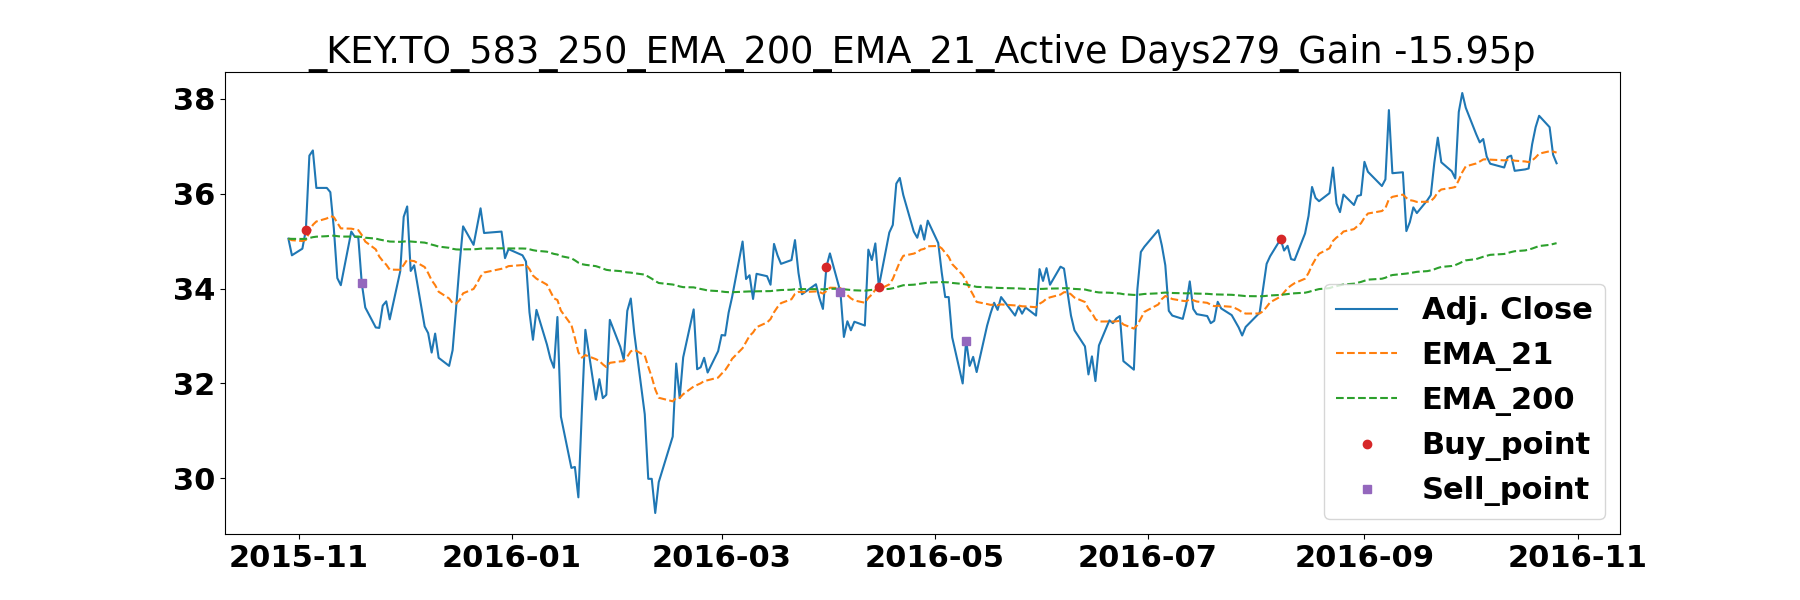 _KEY.TO_583_250_EMA_200_EMA_21_Active Days279_Gain -15.95p
38
36
34
32
30
Adj. Close
EMA_21
EMA_200
Buy_point
Sell_point
2015-11 2016-01 2016-03 2016-05 2016-07 2016-09 2016-11